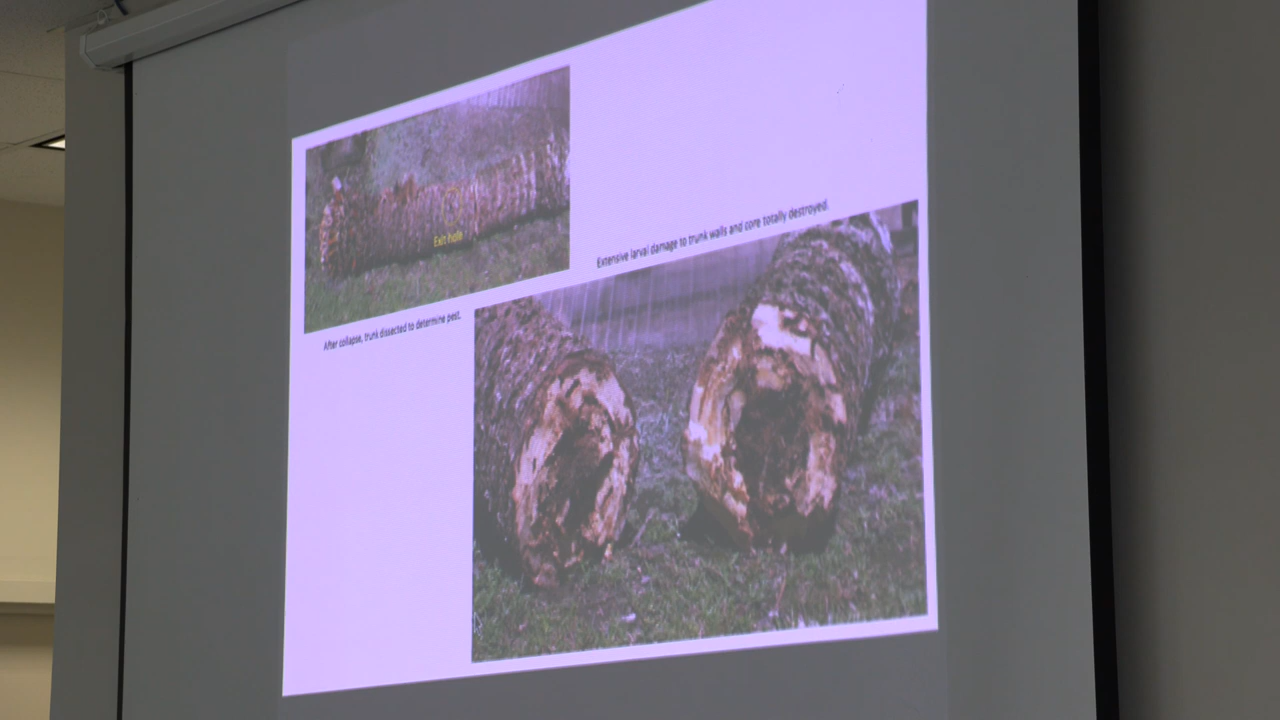 Exit hole
After collapse, trunk dissected to determine pest.
Extensive larval damage to trunk walls and core totally destroyed.